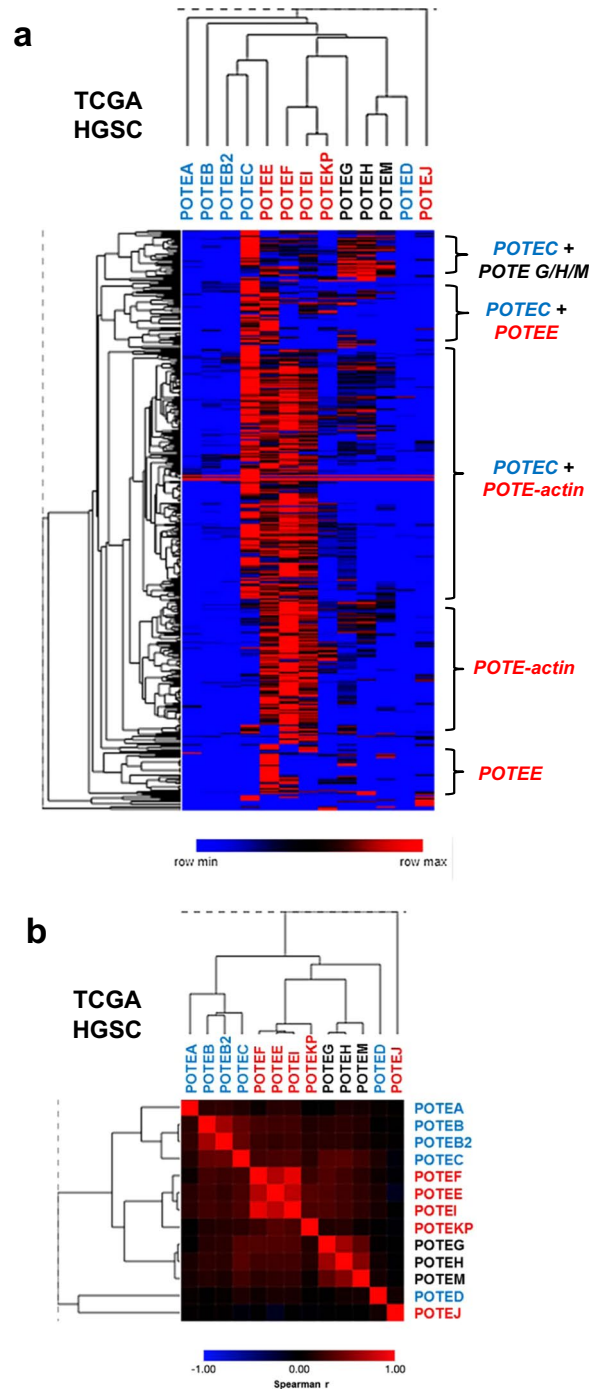 a
TCGA
HGSC
POTEA
POTEB
POTEB2
POTEC
POTEE
POTEF
POTEI
POTEKP
POTEG
POTEH
POTEM
POTED
POTEJ
POTEC +
POTE G/H/M
POTEC +
POTEE
POTEC +
POTE-actin
POTE-actin
POTEE
row min
row max
b
TCGA
HGSC
POTEA
POTEB
POTEB2
POTEC
POTEF
POTEE
POTEI
POTEKP
POTEG
POTEH
POTEM
POTED
POTEJ
POTEA
POTEB
POTEB2
POTEC
POTEF
POTEE
POTEI
POTEKP
POTEG
POTEH
POTEM
POTED
POTEJ
-1.00 0.00 1.00
Spearman r